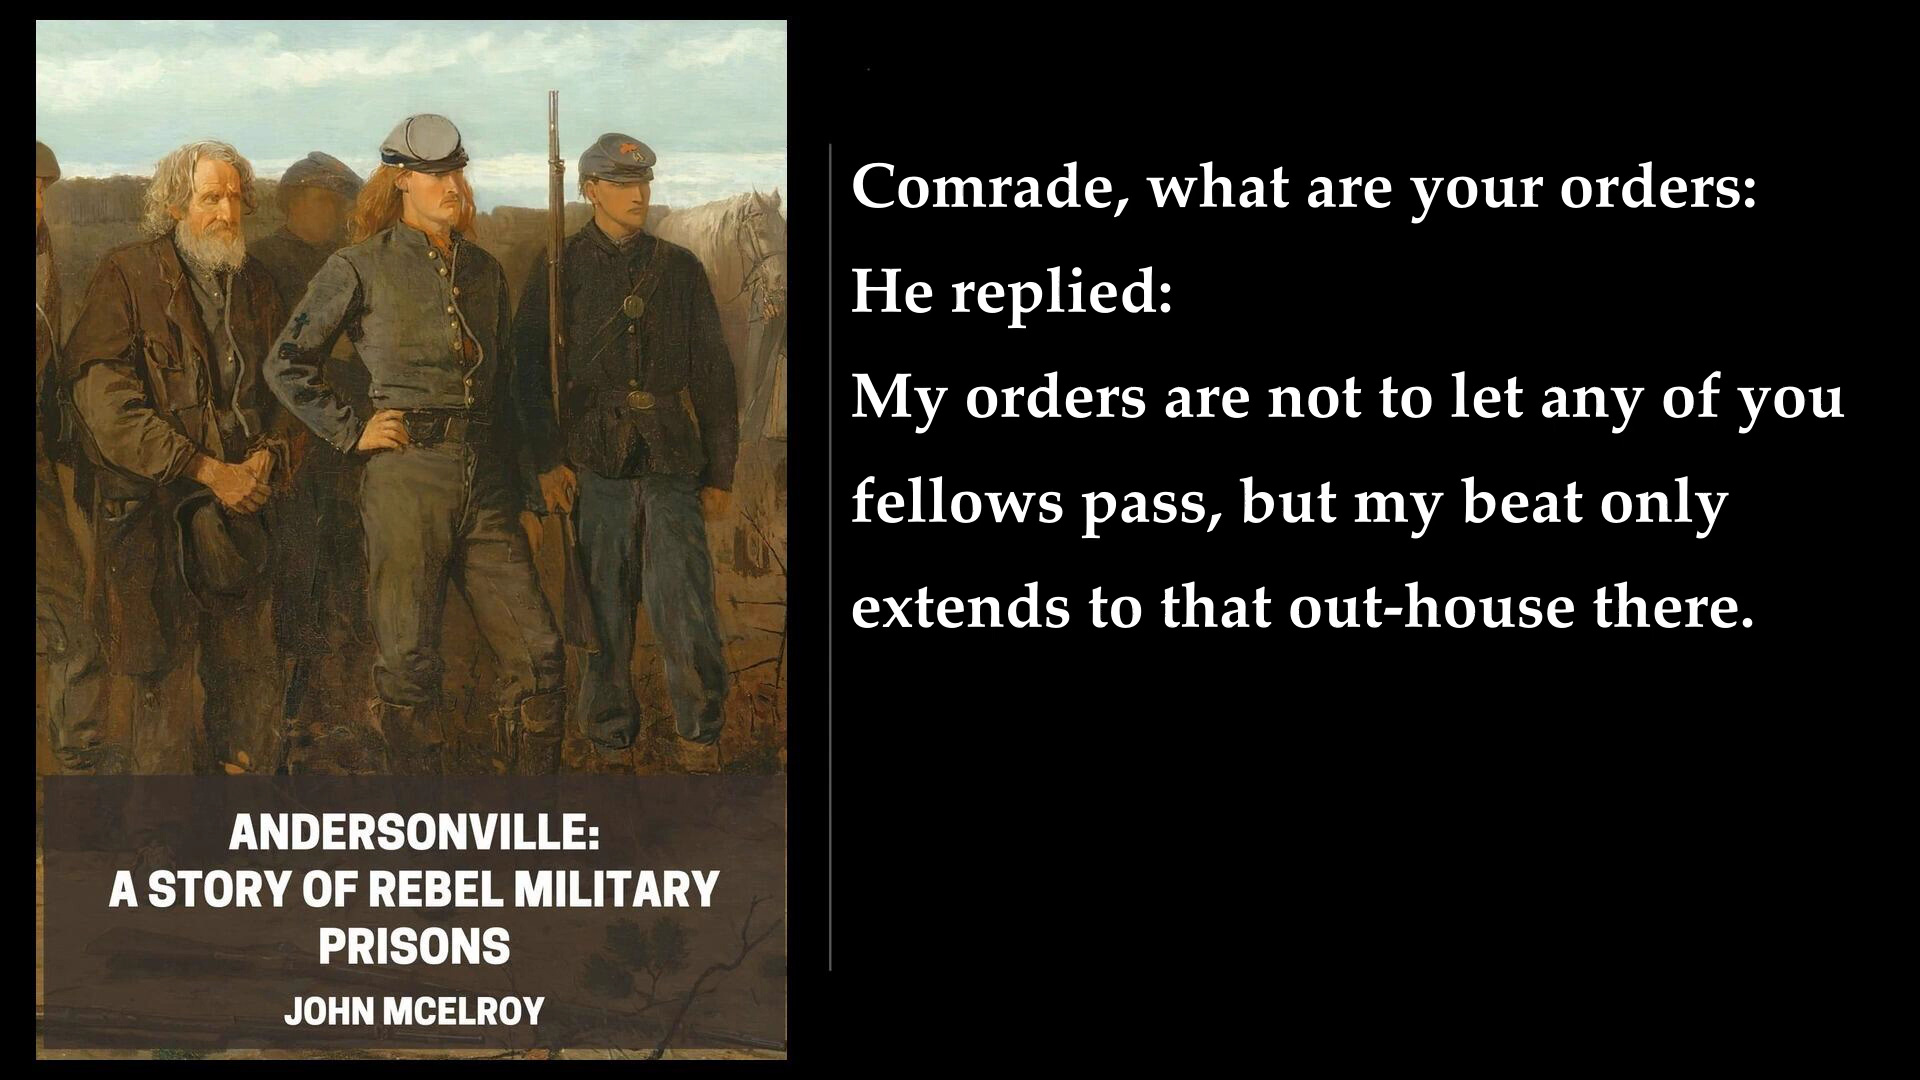 Comrade, what are your orders:
He replied:
My orders are not to let any of you
fellows pass, but my beat only
extends to that out-house there.
ANDERSONVILLE:
A STORY OF REBEL MILITARY
PRISONS
JOHN MCELROY